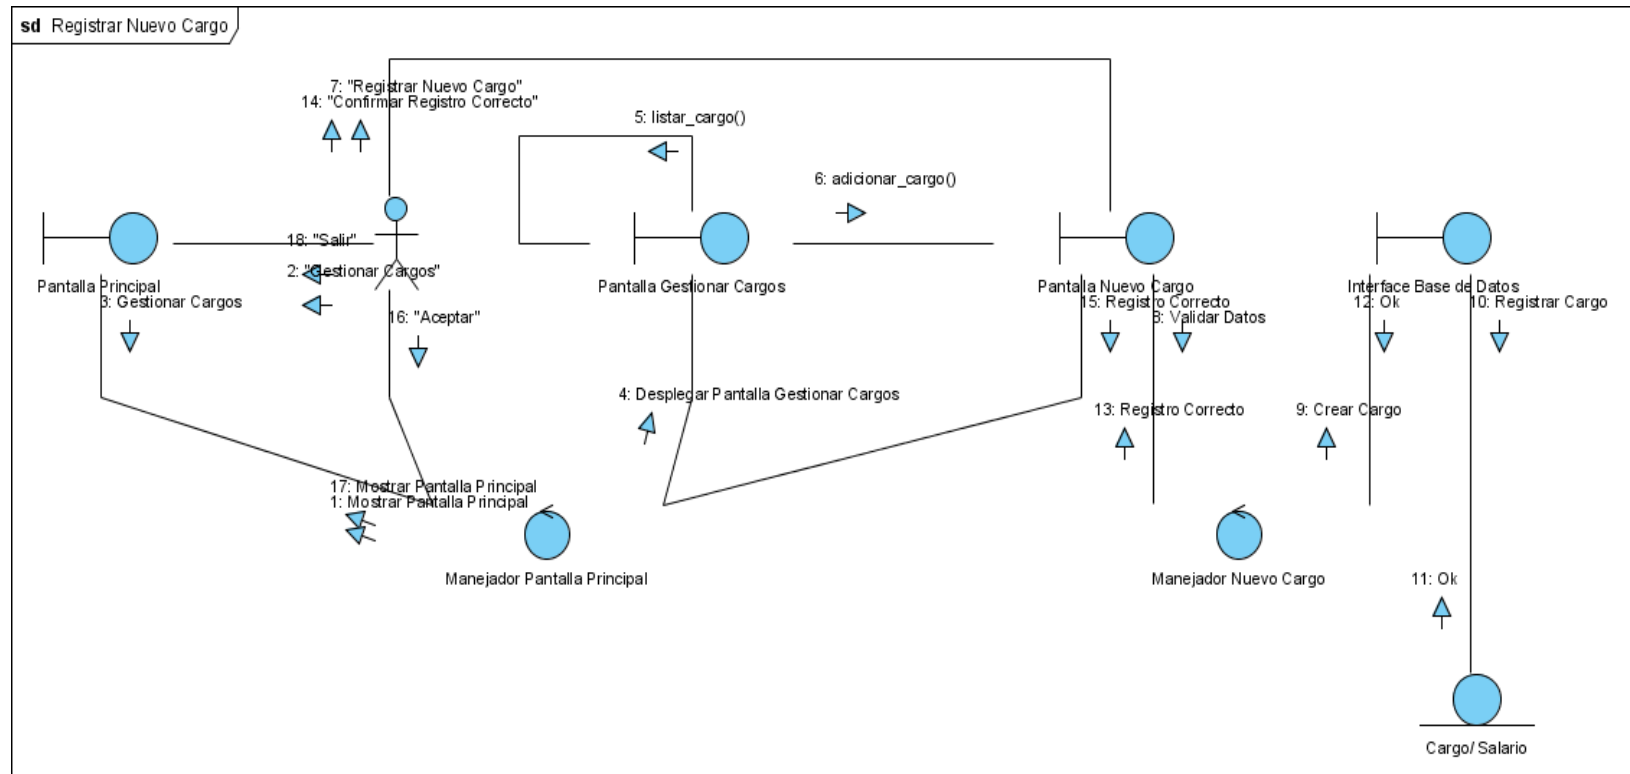 sd Registrar Nuevo Cargo
7: "Registrar Nuevo Cargo"
14: "Confirmar Registro Correcto"
5: listar_cargo()
6: adicionar_cargo()
18: "Salir"
2: "Gestionar Cargos"
Pantalla Principal
Pantalla Gestionar Cargos
Pantalla Nuevo Cargo
Interface Base de Datos
3: Gestionar Cargos
15: Registro Correcto
12: Ok
10: Registrar Cargo
16: "Aceptar"
8: Validar Datos
4: Desplegar Pantalla Gestionar Cargos
13: Registro Correcto
9: Crear Cargo
17: Mostrar Pantalla Principal
1: Mostrar Pantalla Principal
Manejador Pantalla Principal
Manejador Nuevo Cargo
11: Ok
Cargo/ Salario